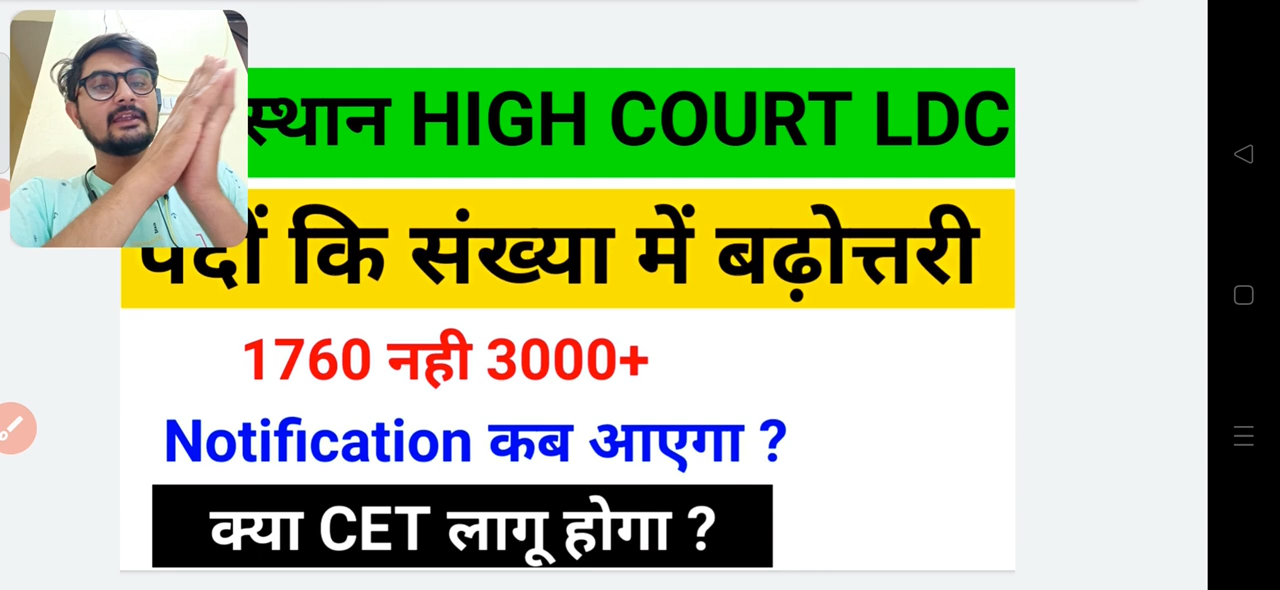 स्थान HIGH COURT LDC
पदों कि संख्या में बढ़ोत्तरी
1760 नही 3000+
Notification कब आएगा ?
क्या CET लागू होगा ?